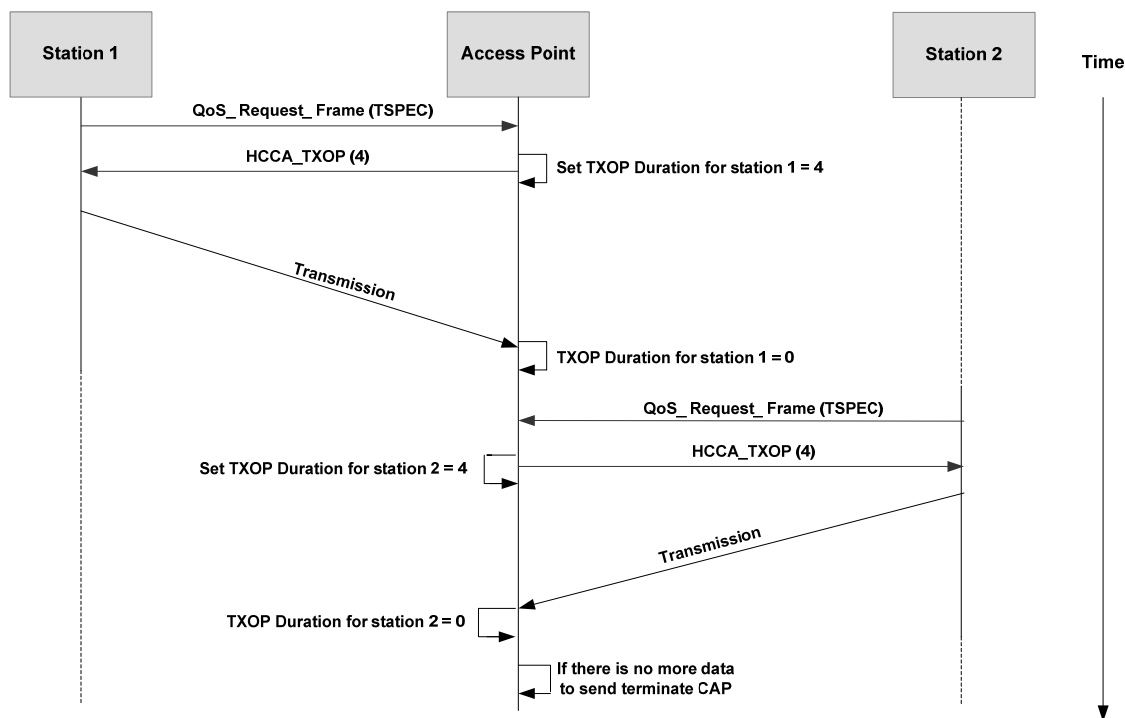 Station 1
Access Point
Station 2
Time
QoS_ Request_ Frame (TSPEC)
HCCA_TXOP (4)
Set TXOP Duration for station 1 = 4
Transmission
TXOP Duration for station 1 = 0
QoS_ Request_ Frame (TSPEC)
HCCA_TXOP (4)
Set TXOP Duration for station 2 = 4
Transmission
TXOP Duration for station 2 = 0
If there is no more data
to send terminate CAP